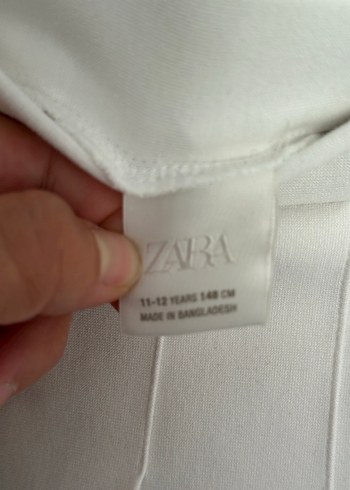 ZARA
11-12 YEARS 148 CM
MADE IN BANGLADESH